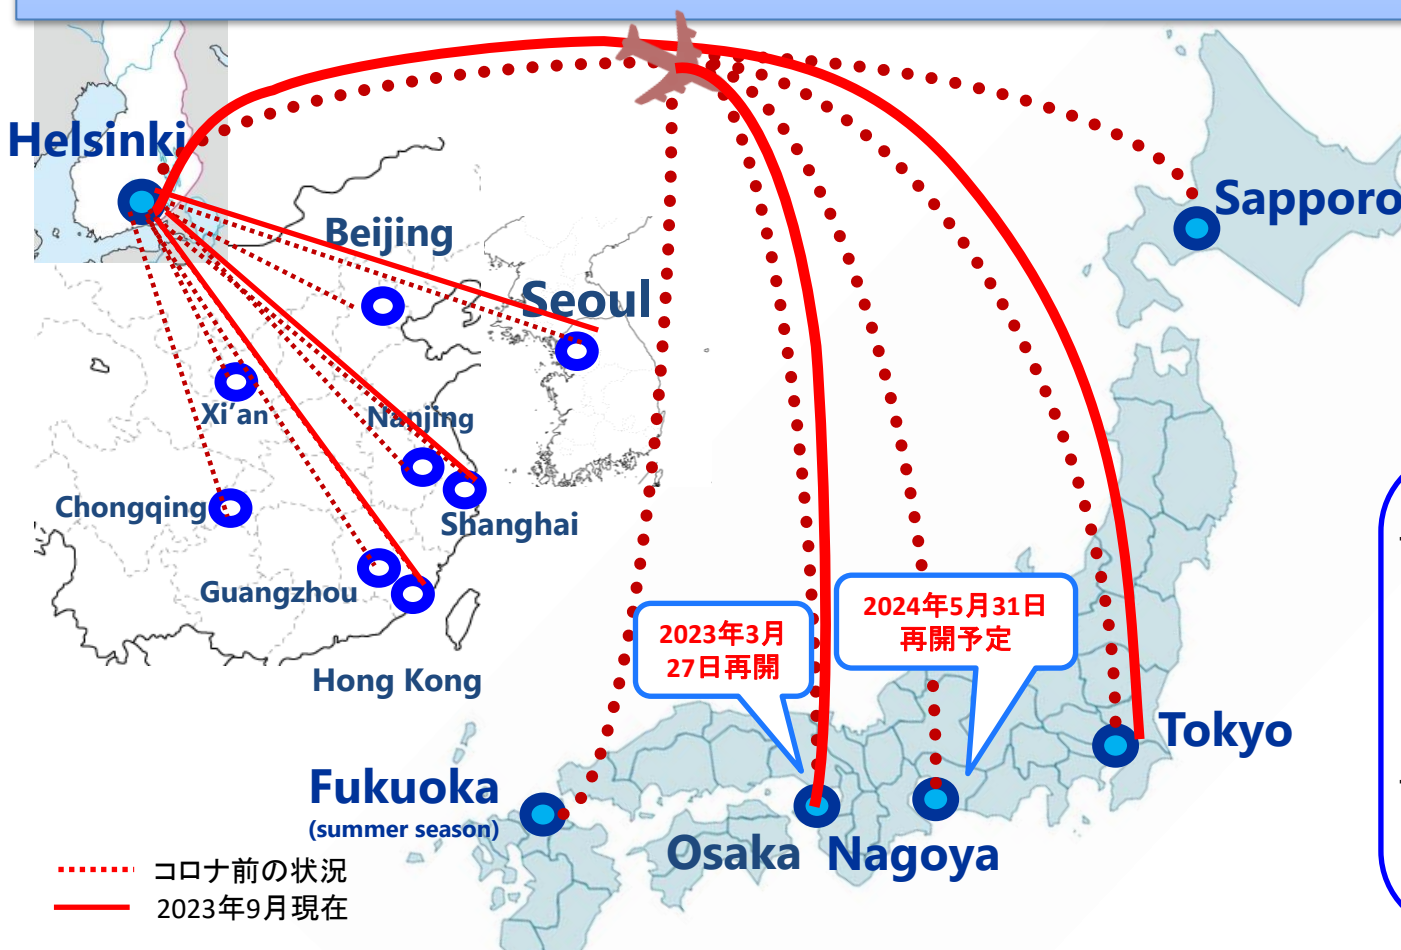 Helsinki
Sapporo
Beijing
Seoul
Xi'an
Nanjing
Chongqing
Shanghai
Guangzhou
Hong Kong
2023年3月
27日再開
2024年5月31日
再開予定
Tokyo
Fukuoka
(summer season)
Osaka
Nagoya
コロナ前の状況
2023年9月現在